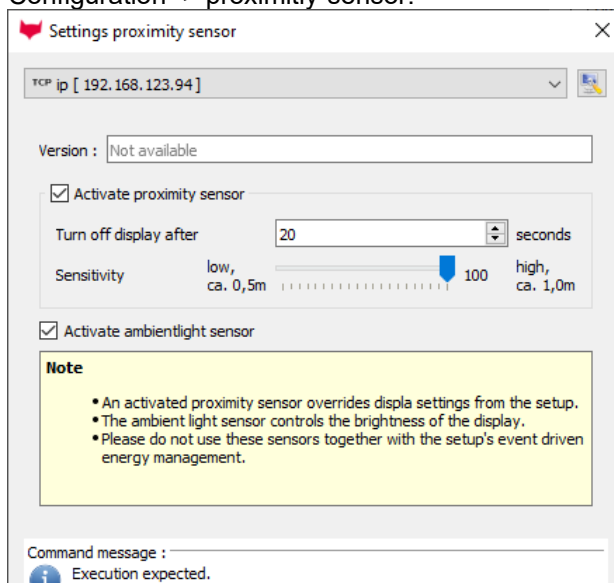 Configuration > proximitiy sensor:
Settings proximity sensor
TCP ip [ 192.168.123.94 ]
Version : Not available
Activate proximity sensor
Turn off display after 20 seconds
Sensitivity low, ca. 0,5m 100 high, ca. 1,0m
Activate ambientlight sensor
Note
•An activated proximity sensor overrides displa settings from the setup.
•The ambient light sensor controls the brightness of the display.
•Please do not use these sensors together with the setup's event driven
energy management.
Command message :
Execution expected.